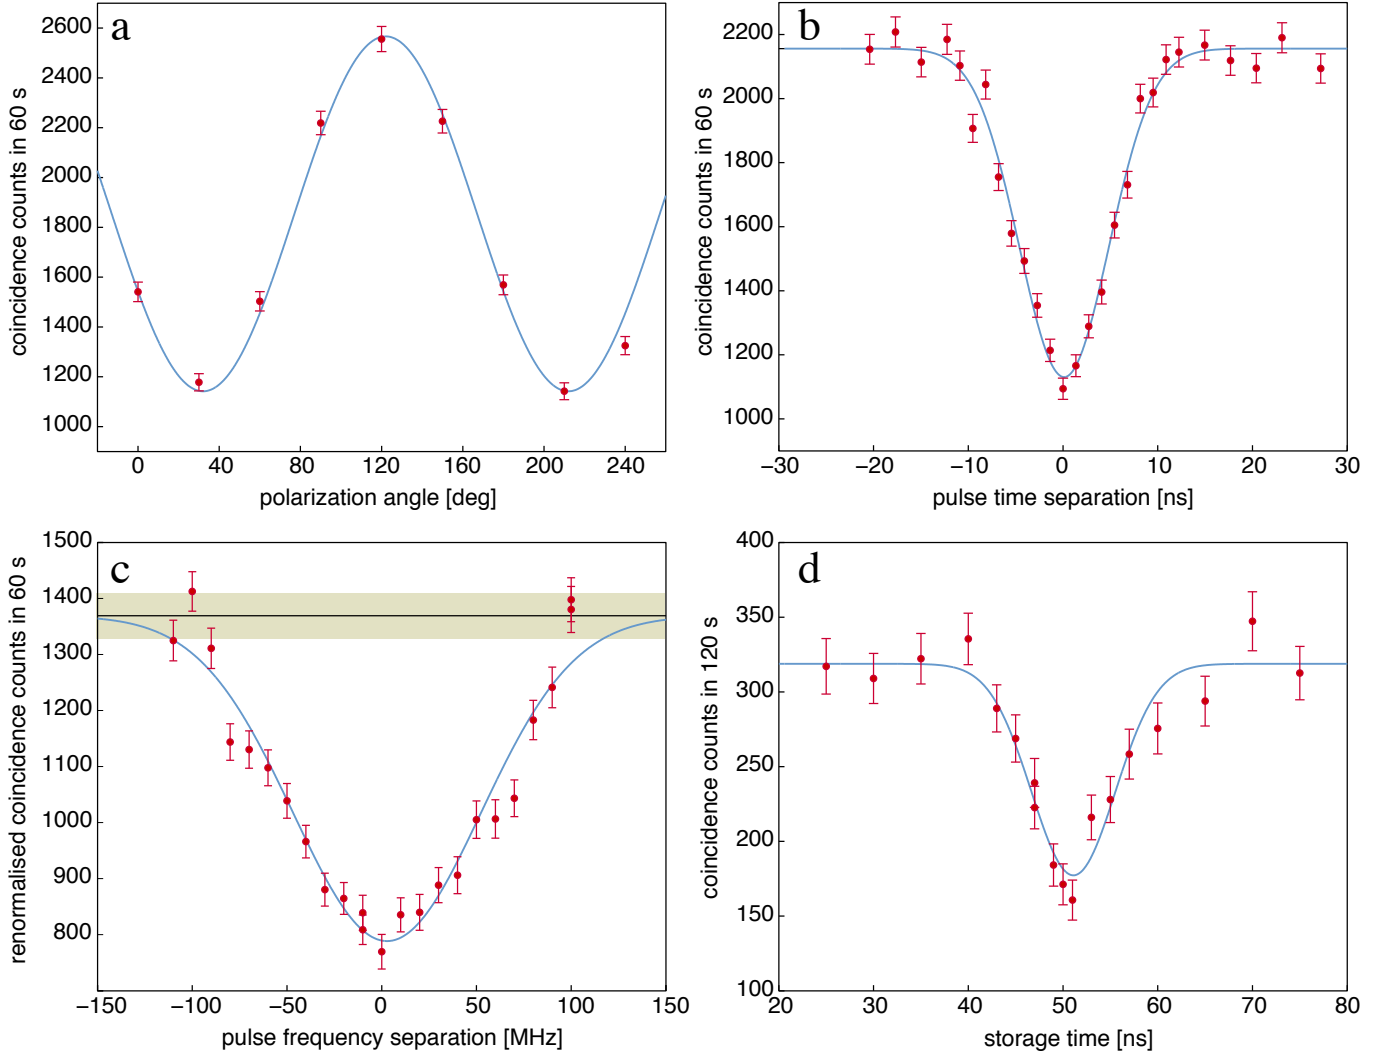 a
2600
2400
2200
2000
1800
1600
1400
1200
1000
0 40 80 120 160 200 240
polarization angle [deg]
coincidence counts in 60 s
b
2200
2000
1800
1600
1400
1200
1000
−30 −20 −10 0 10 20 30
pulse time separation [ns]
coincidence counts in 60 s
c
1500
1400
1300
1200
1100
1000
900
800
−150 −100 −50 0 50 100 150
pulse frequency separation [MHz]
renormalised coincidence counts in 60 s
d
400
350
300
250
200
150
100
20 30 40 50 60 70 80
storage time [ns]
coincidence counts in 120 s